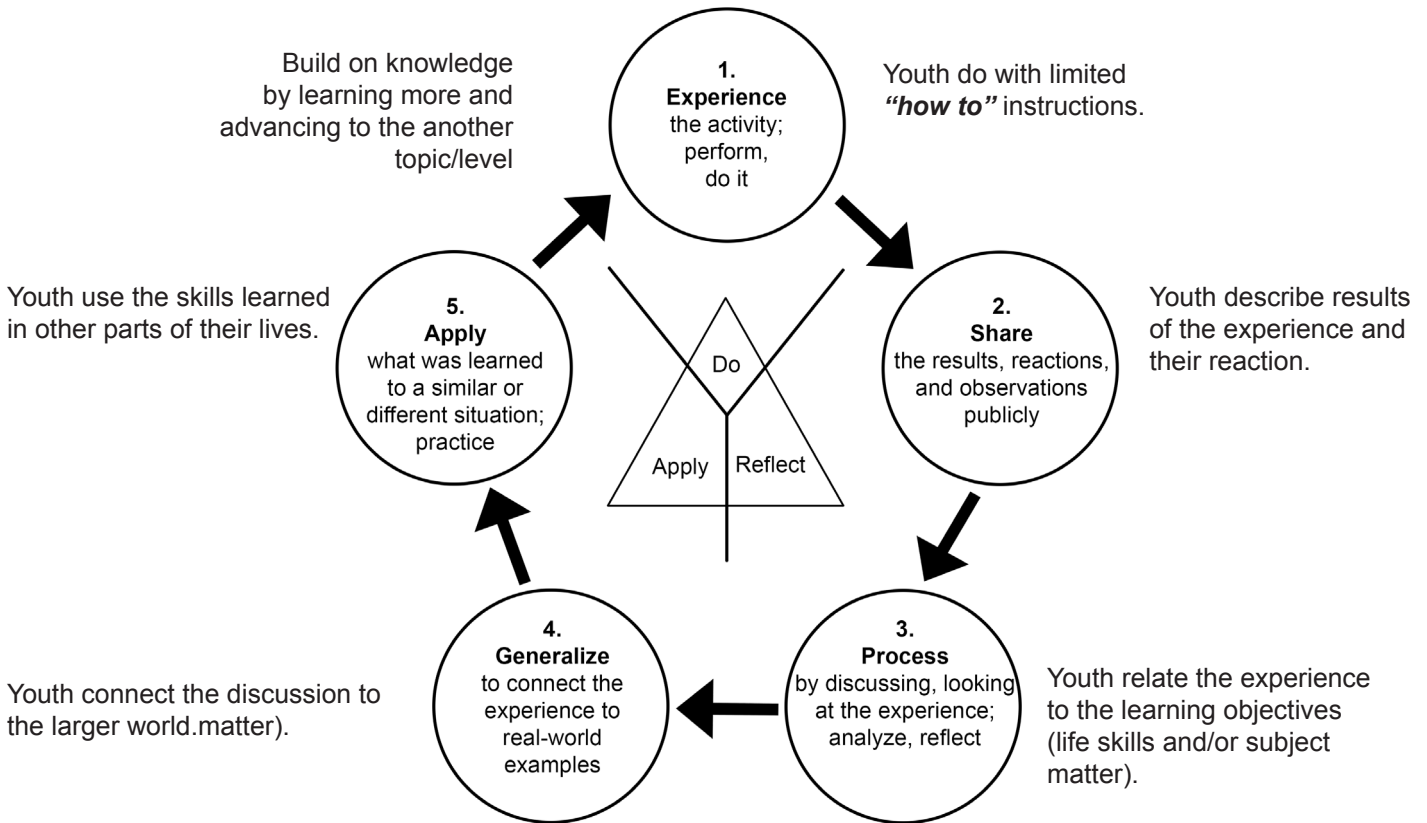 Build on knowledge
by learning more and
advancing to the another
topic/level
1.
Experience
the activity;
perform,
do it
Youth do with limited
“how to” instructions.
2.
Share
the results, reactions,
and observations
publicly
Youth describe results
of the experience and
their reaction.
3.
Process
by discussing, looking
at the experience;
analyze, reflect
Youth relate the experience
to the learning objectives
(life skills and/or subject
matter).
4.
Generalize
to connect the
experience to
real-world
examples
Youth connect the discussion to
the larger world.matter).
5.
Apply
what was learned
to a similar or
different situation;
practice
Youth use the skills learned
in other parts of their lives.
Do
Apply
Reflect